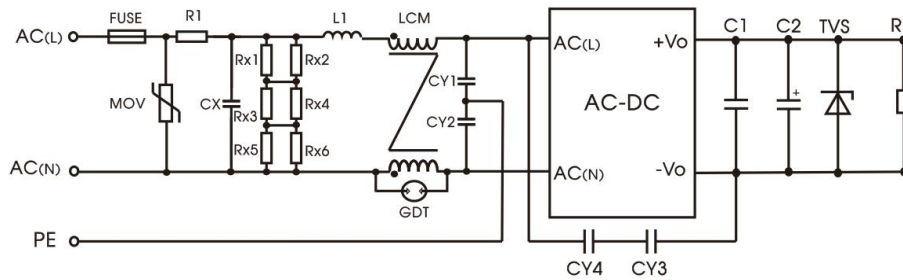 FUSE R1 L1 LCM
AC(L) AC(L) +Vo C1 C2 TVS R
Rx1 Rx2
CY1
MOV CX Rx3 Rx4 AC-DC +
CY2
Rx5 Rx6
AC(N) AC(N) -Vo
GDT
PE
CY4 CY3